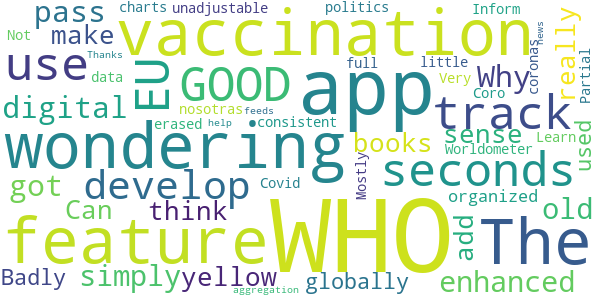 pass charts unadjustable politics Inform
Not make vaccination little Very Why coronas news
Thanks use data EU GOOD full app really Partial
digital nosotras feeds track
erased help consistent Coro sense used
wondering books Worldometer Learn
got develop Covid Mostly seconds
Can think WHO organized add old
feature The
Badly simply yellow globally enhanced
aggregation